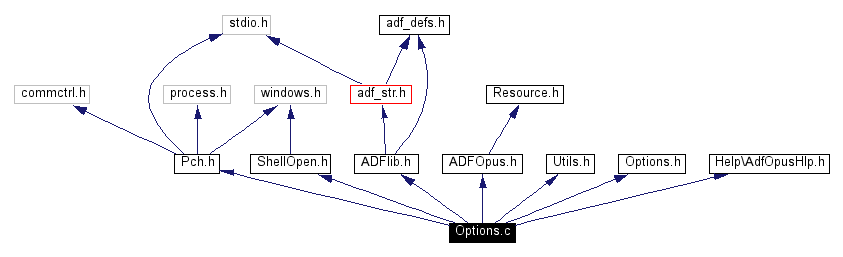 stdio.h
adf_defs.h
commctrl.h
process.h
windows.h
adf_str.h
Resource.h
Pch.h
ShellOpen.h
ADFlib.h
ADFOpus.h
Utils.h
Options.h
Help\AdfOpusHlp.h
Options.c